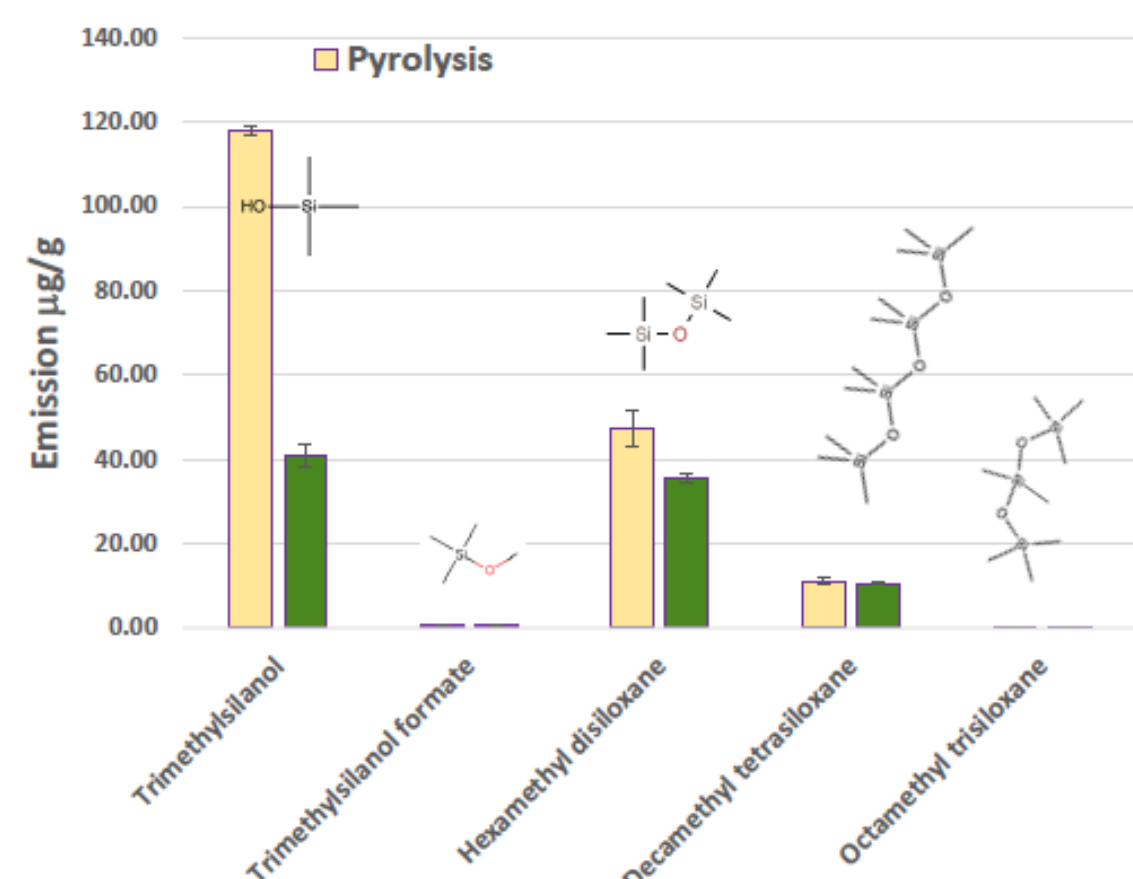 140.00
Pyrolysis
120.00
100.00
80.00
60.00
40.00
20.00
0.00
Emission µg/g
HO Si
Si
O
Si
Si
O
O
O
O
O
O
Trimethylsilanol
Trimethylsilanol formate
Hexamethyl disiloxane
Decamethyl tetrasiloxane
Octamethyl trisiloxane